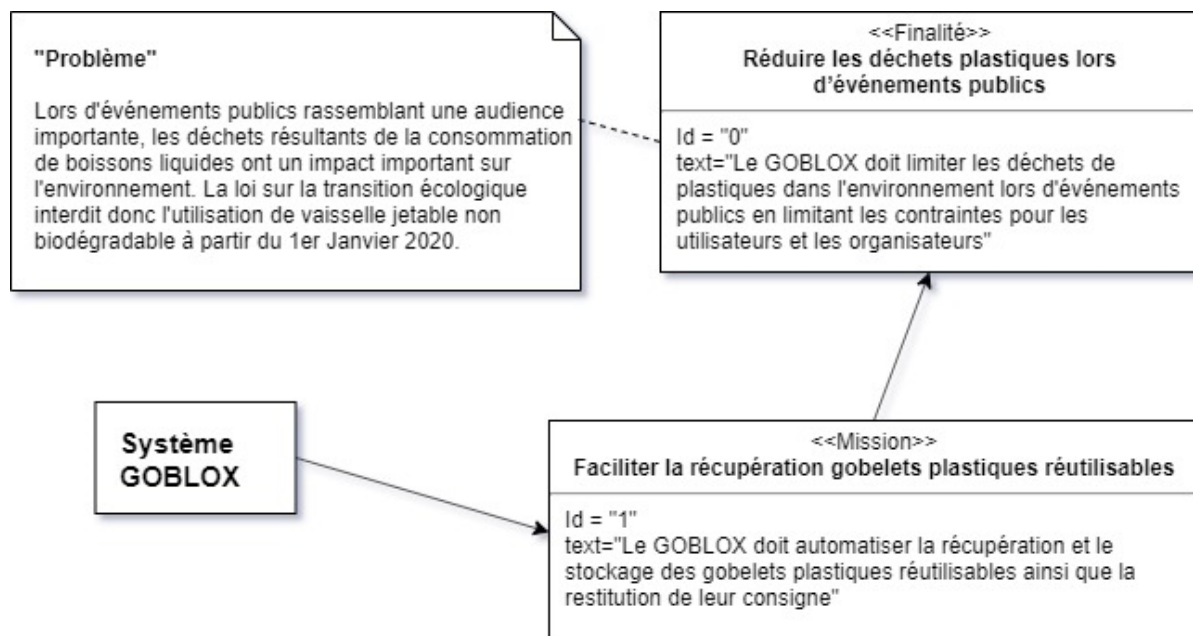 "Problème"
Lors d'événements publics rassemblant une audience
importante, les déchets résultants de la consommation
de boissons liquides ont un impact important sur
l'environnement. La loi sur la transition écologique
interdit donc l'utilisation de vaisselle jetable non
biodégradable à partir du 1er Janvier 2020.
<<Finalité>>
Réduire les déchets plastiques lors
d'événements publics
Id = "0"
text="Le GOBLOX doit limiter les déchets de
plastiques dans l'environnement lors d'événements
publics en limitant les contraintes pour les
utilisateurs et les organisateurs"
Système
GOBLOX
<<Mission>>
Faciliter la récupération gobelets plastiques réutilisables
Id = "1"
text="Le GOBLOX doit automatiser la récupération et le
stockage des gobelets plastiques réutilisables ainsi que la
restitution de leur consigne"